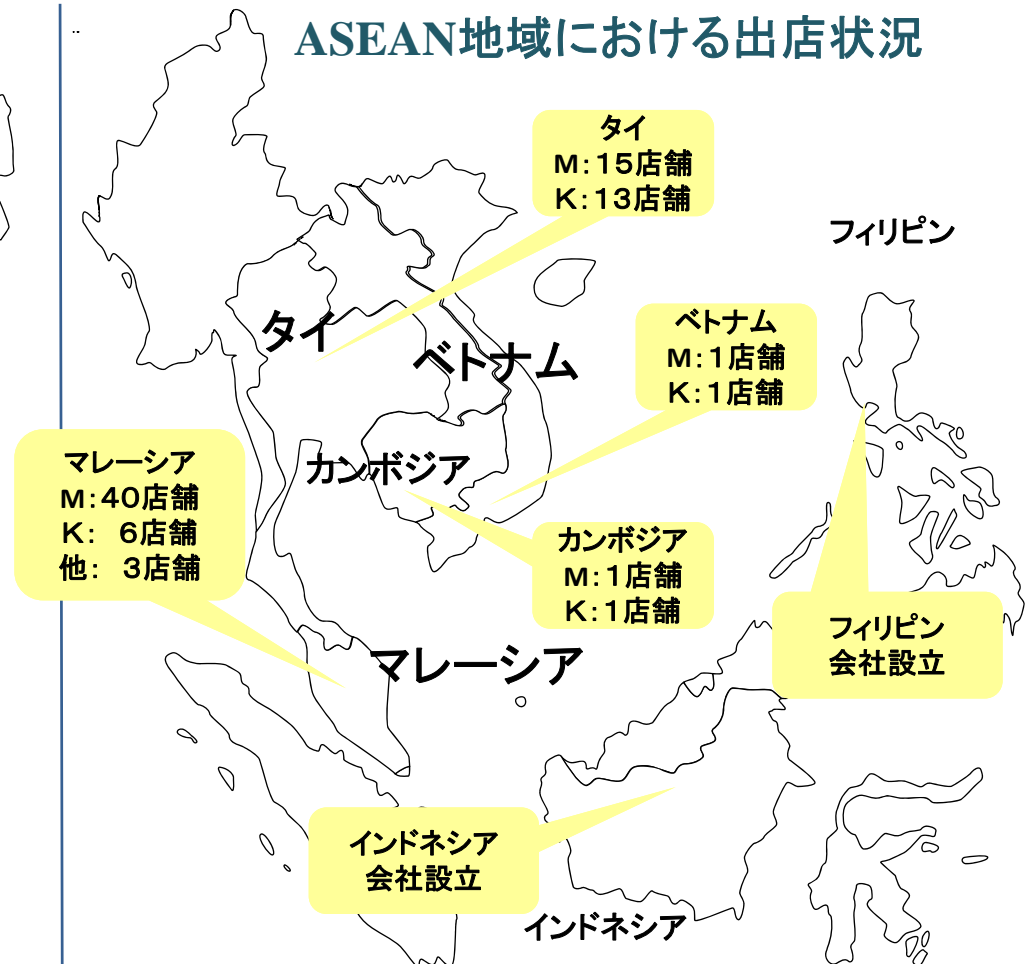 ASEAN地域における出店状況
タイ
M:15店舗
K:13店舗
フィリピン
タイ
ベトナム
ベトナム
M:1店舗
K:1店舗
マレーシア
M:40店舗
K: 6店舗
他: 3店舗
カンボジア
カンボジア
M:1店舗
K:1店舗
マレーシア
フィリピン
会社設立
インドネシア
会社設立
インドネシア